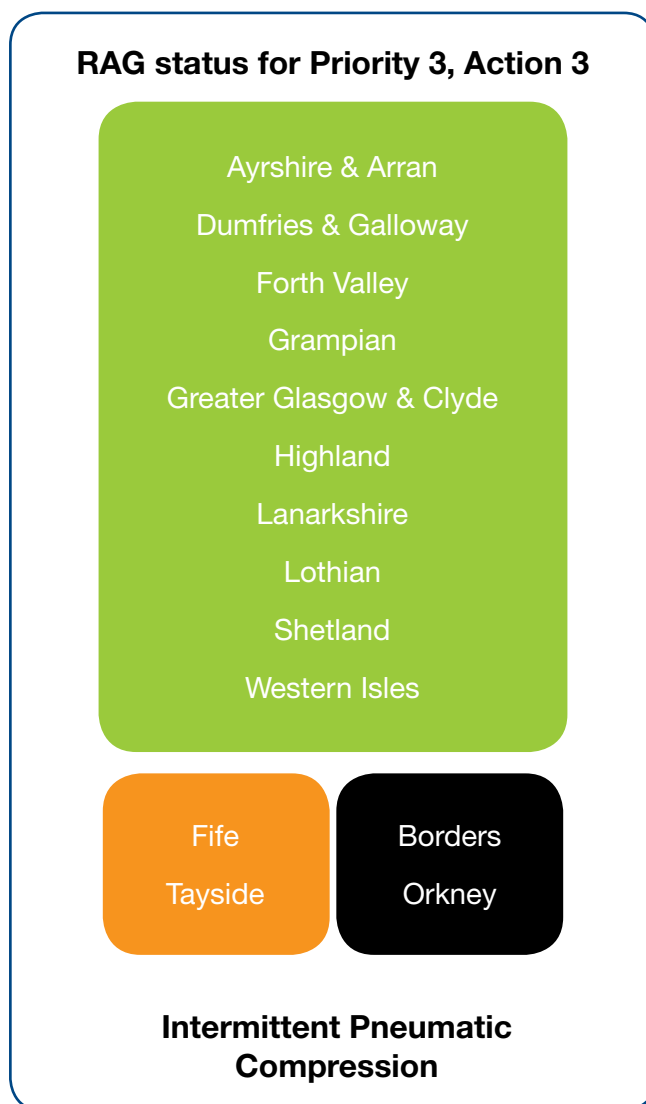 RAG status for Priority 3, Action 3
Ayrshire & Arran
Dumfries & Galloway
Forth Valley
Grampian
Greater Glasgow & Clyde
Highland
Lanarkshire
Lothian
Shetland
Western Isles
Fife
Tayside
Borders
Orkney
Intermittent Pneumatic
Compression